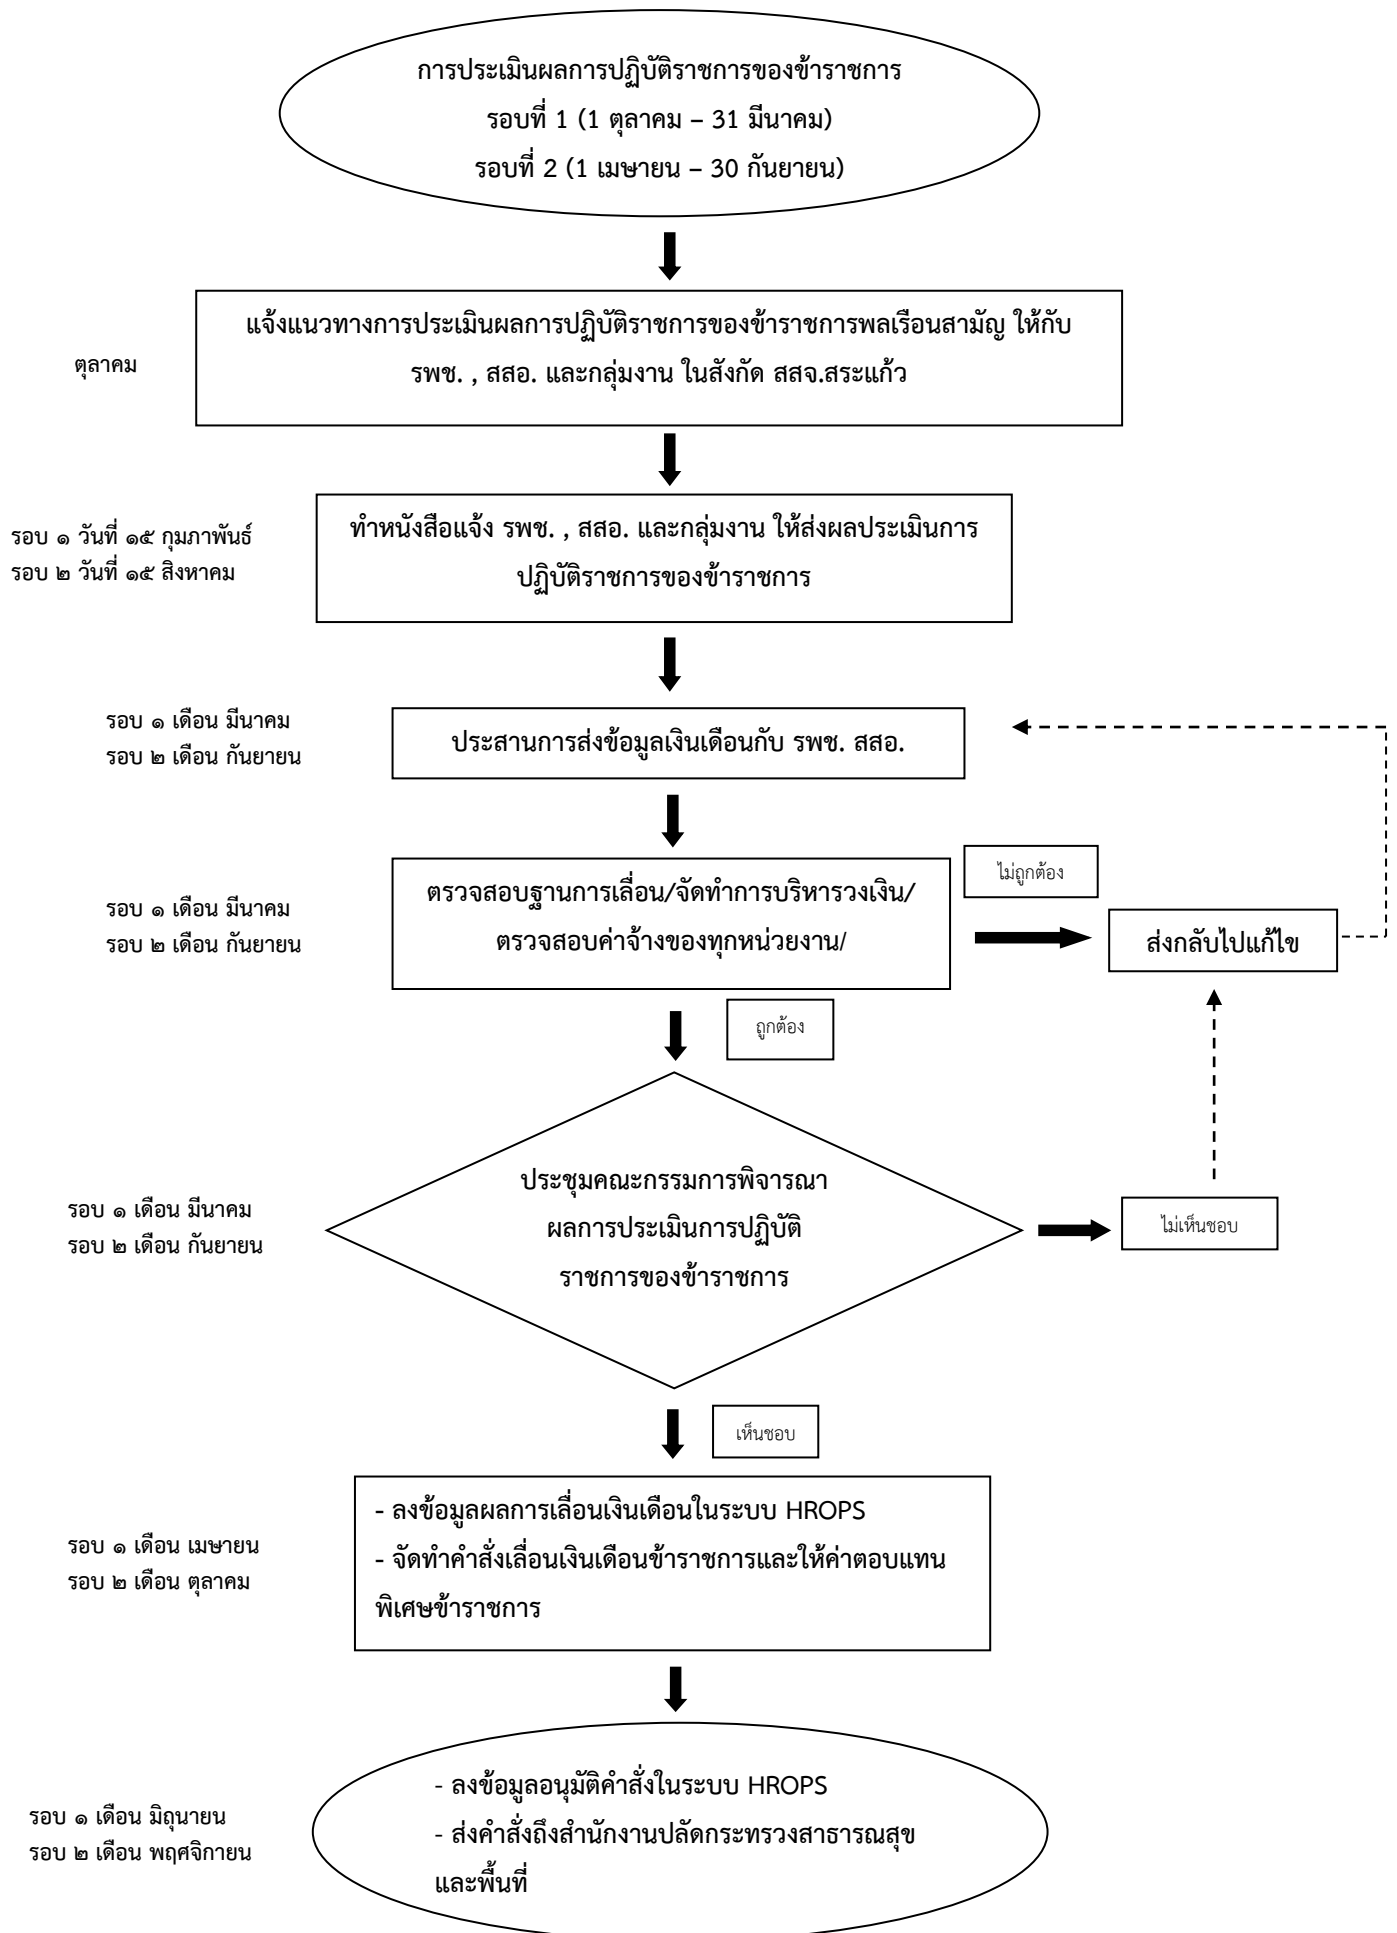 การประเมินผลการปฏิบัติราชการของข้าราชการ
รอบที่ 1 (1 ตุลาคม – 31 มีนาคม)
รอบที่ 2 (1 เมษายน – 30 กันยายน)
ตุลาคม
แจ้งแนวทางการประเมินผลการปฏิบัติราชการของข้าราชการพลเรือนสามัญ ให้กับ
รพช. , สสอ. และกลุ่มงาน ในสังกัด สสจ.สระแก้ว
รอบ ๑ วันที่ ๑๕ กุมภาพันธ์
รอบ ๒ วันที่ ๑๕ สิงหาคม
ทำหนังสือแจ้ง รพช. , สสอ. และกลุ่มงาน ให้ส่งผลประเมินการ
ปฏิบัติราชการของข้าราชการ
รอบ ๑ เดือน มีนาคม
รอบ ๒ เดือน กันยายน
ประสานการส่งข้อมูลเงินเดือนกับ รพช. สสอ.
รอบ ๑ เดือน มีนาคม
รอบ ๒ เดือน กันยายน
ตรวจสอบฐานการเลื่อน/จัดทำการบริหารวงเงิน/
ตรวจสอบค่าจ้างของทุกหน่วยงาน/
ไม่ถูกต้อง
ส่งกลับไปแก้ไข
ถูกต้อง
รอบ ๑ เดือน มีนาคม
รอบ ๒ เดือน กันยายน
ประชุมคณะกรรมการพิจารณา
ผลการประเมินการปฏิบัติ
ราชการของข้าราชการ
ไม่เห็นชอบ
เห็นชอบ
รอบ ๑ เดือน เมษายน
รอบ ๒ เดือน ตุลาคม
- ลงข้อมูลผลการเลื่อนเงินเดือนในระบบ HROPS
- จัดทำคำสั่งเลื่อนเงินเดือนข้าราชการและให้ค่าตอบแทน
พิเศษข้าราชการ
รอบ ๑ เดือน มิถุนายน
รอบ ๒ เดือน พฤศจิกายน
- ลงข้อมูลอนุมัติคำสั่งในระบบ HROPS
- ส่งคำสั่งถึงสำนักงานปลัดกระทรวงสาธารณสุข
และพื้นที่